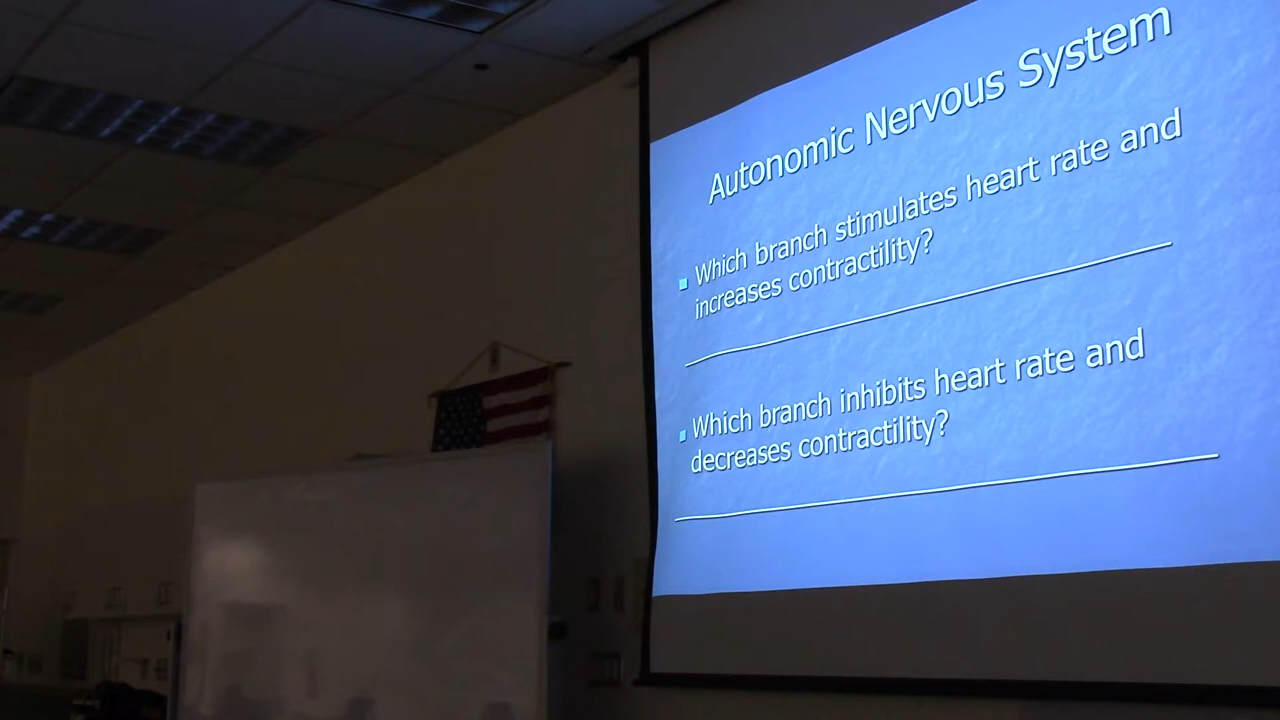 Autonomic Nervous System
Which branch stimulates heart rate and
increases contractility?
Which branch inhibits heart rate and
decreases contractility?